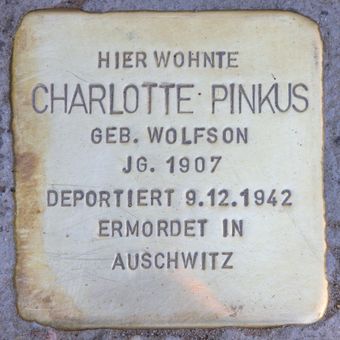 HIER WOHNTE
CHARLOTTE PINKUS
GEB. WOLFSON
JG. 1907
DEPORTIERT 9.12.1942
ERMORDET IN
AUSCHWITZ